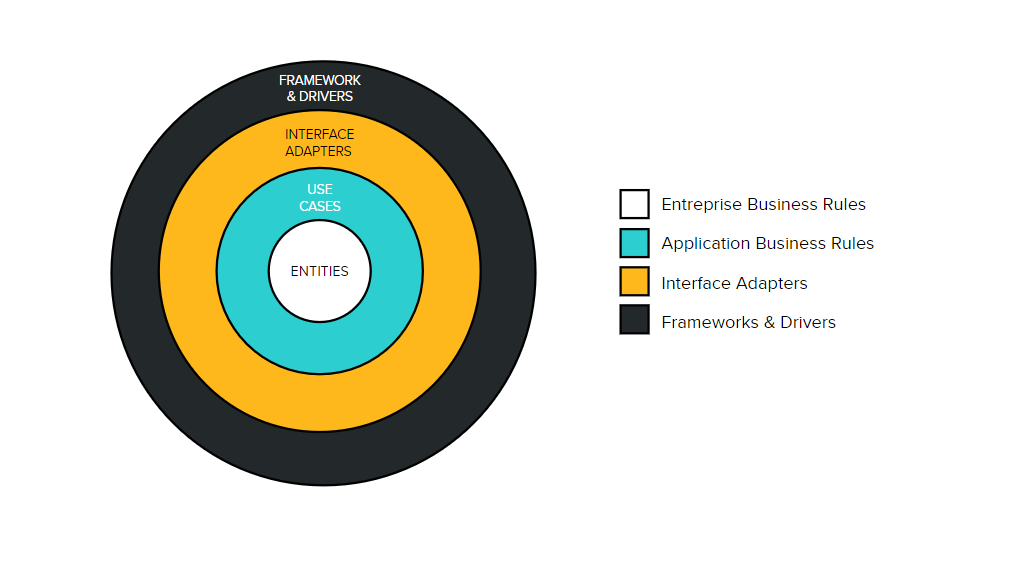 FRAMEWORK
& DRIVERS
INTERFACE
ADAPTERS
USE
CASES
ENTITIES
Entreprise Business Rules
Application Business Rules
Interface Adapters
Frameworks & Drivers